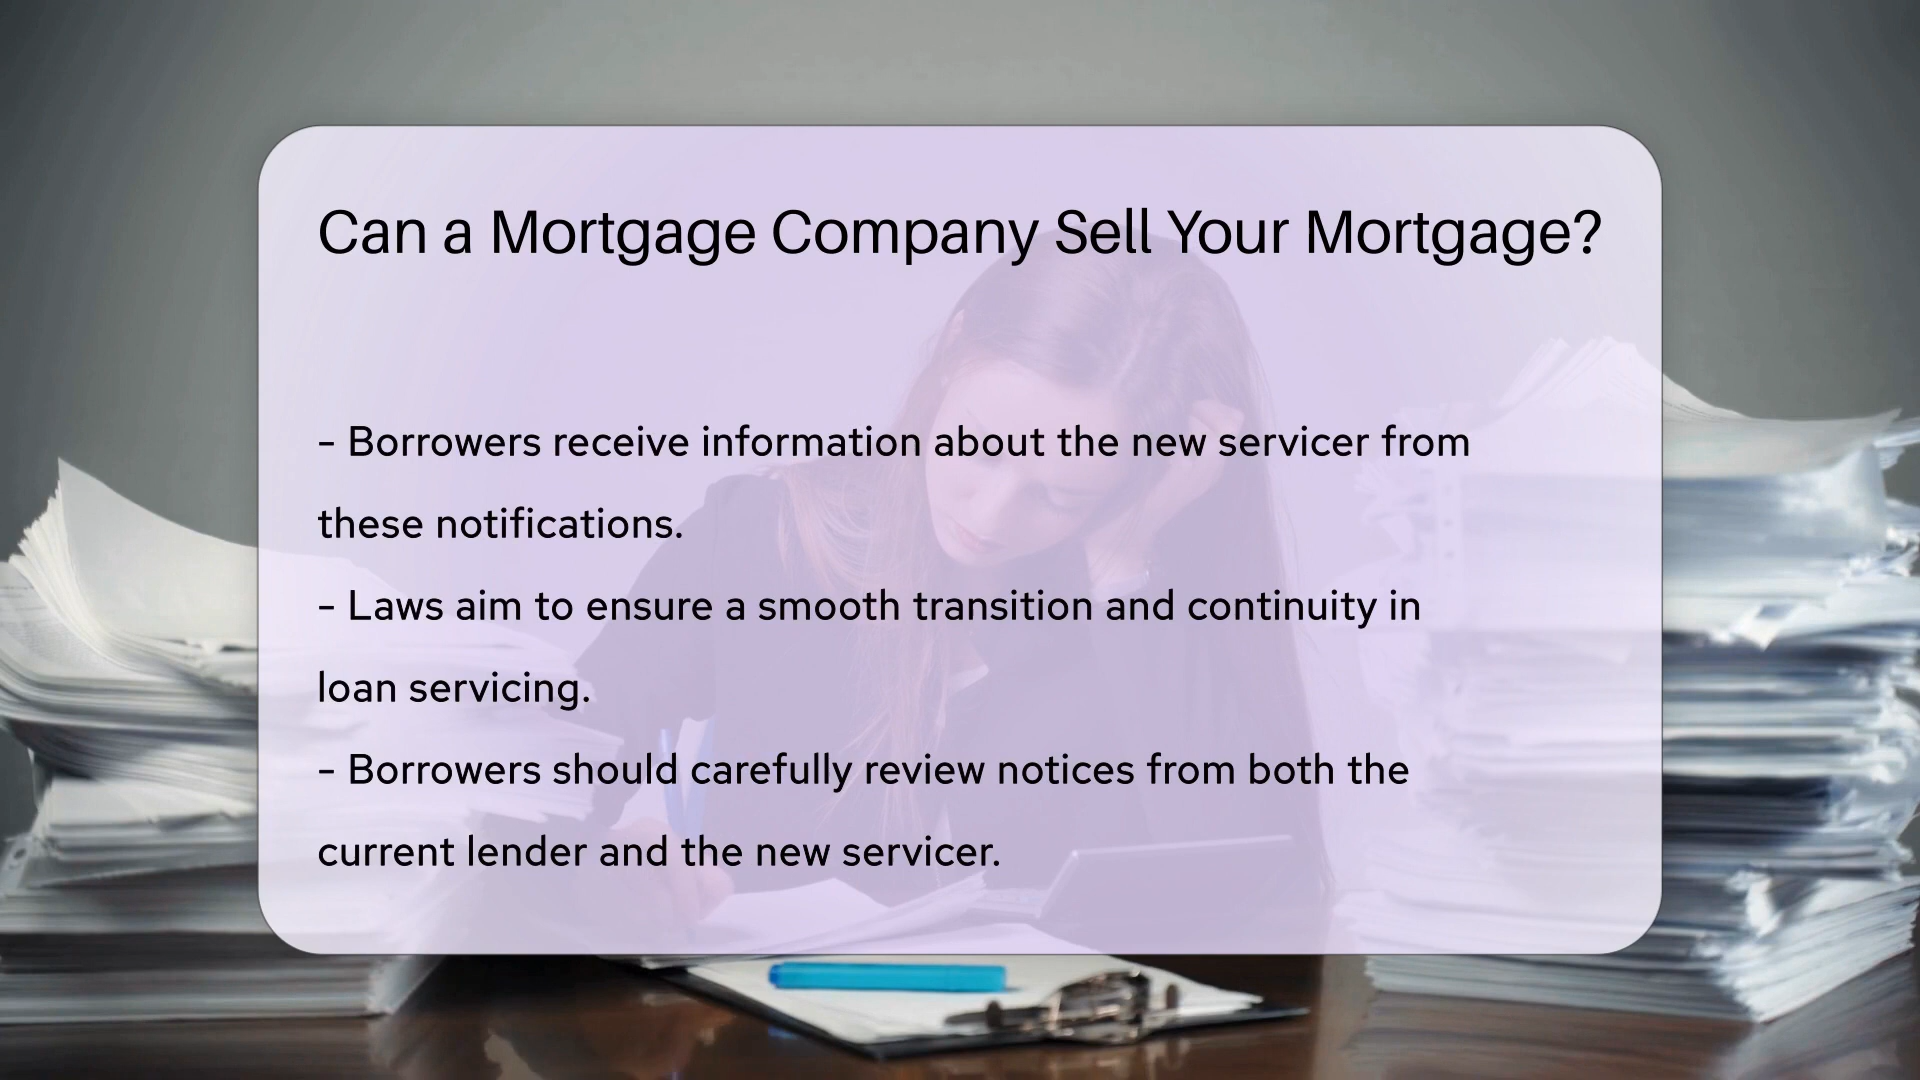 Can a Mortgage Company Sell Your Mortgage?
- Borrowers receive information about the new servicer from
these notifications.
- Laws aim to ensure a smooth transition and continuity in
loan servicing.
- Borrowers should carefully review notices from both the
current lender and the new servicer.